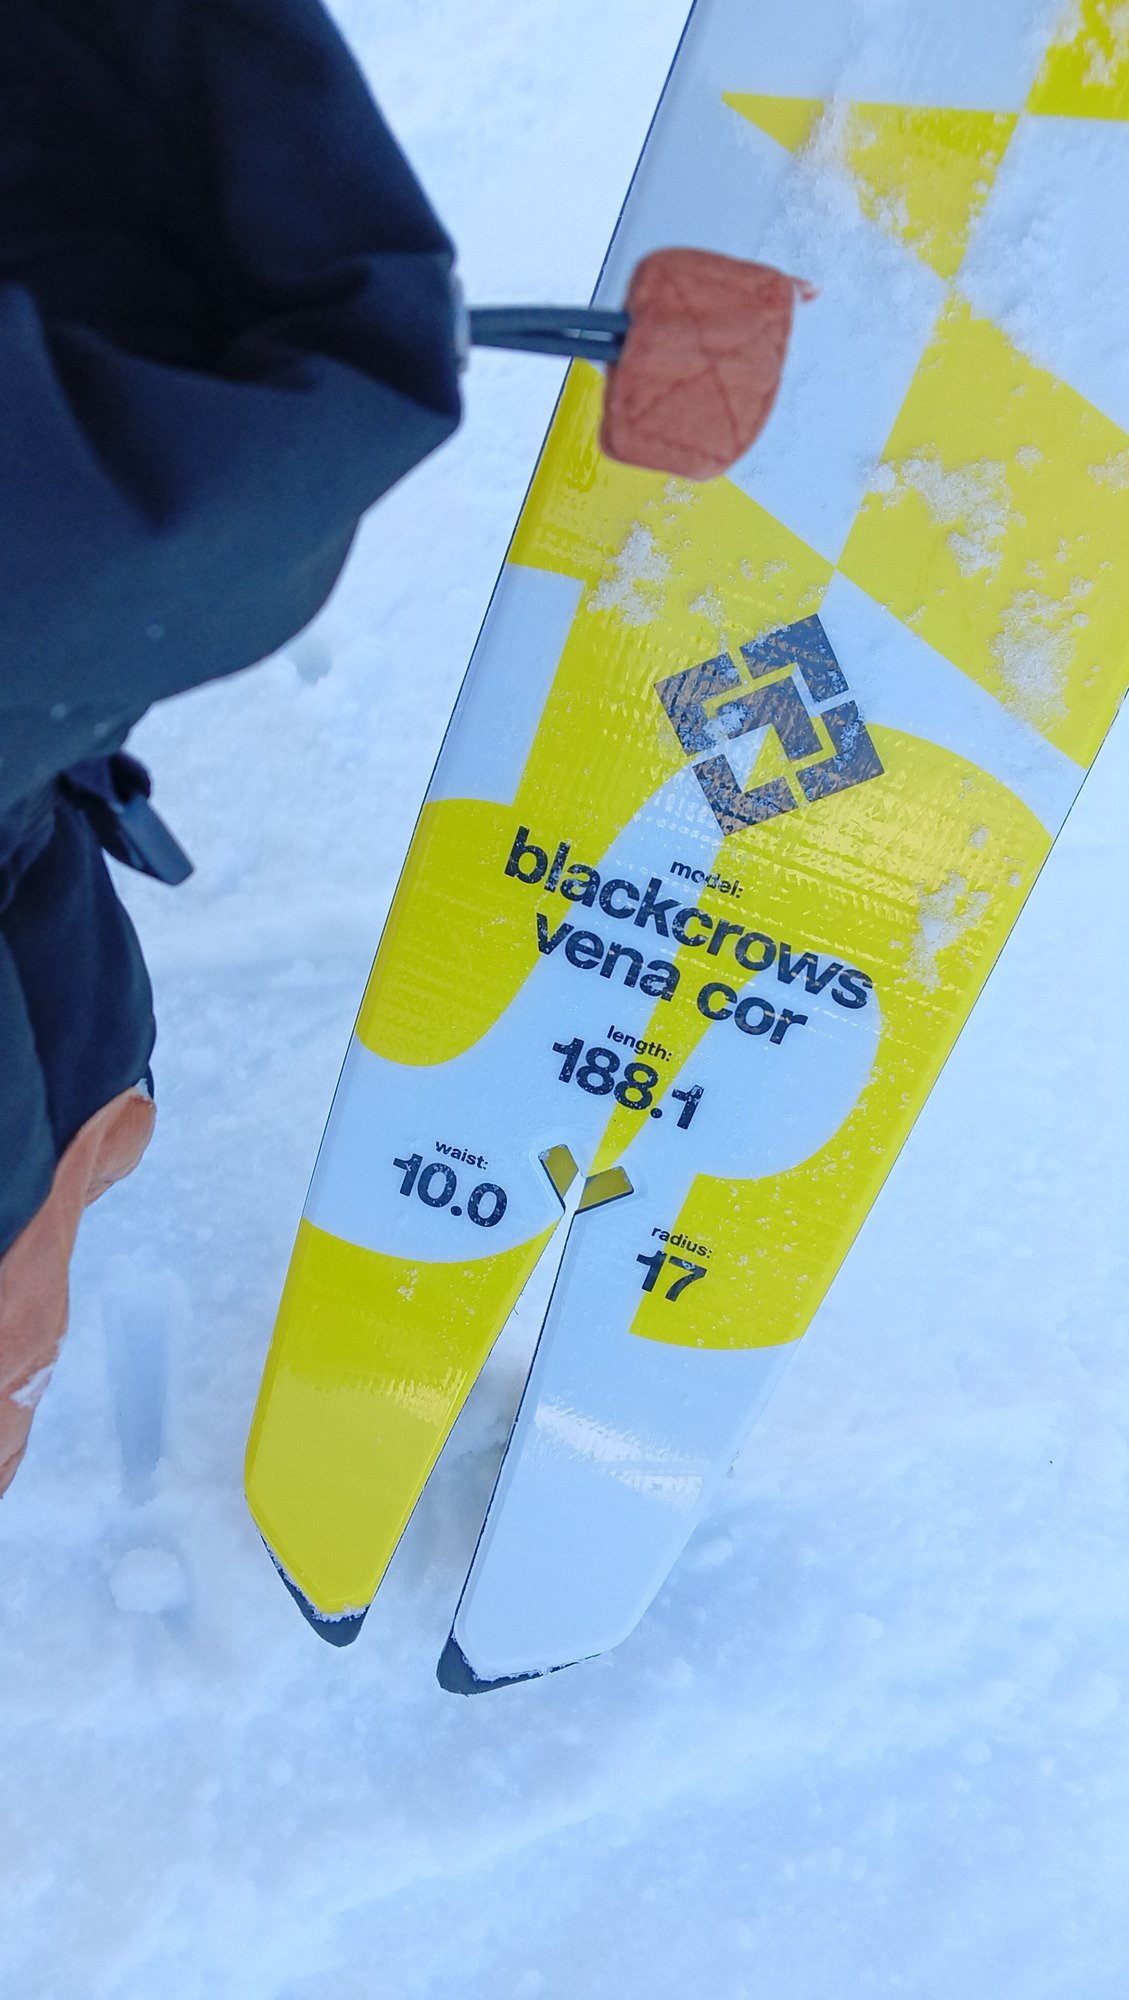 model:
blackcrows
vena cor
length:
188.1
waist:
10.0
radius:
17